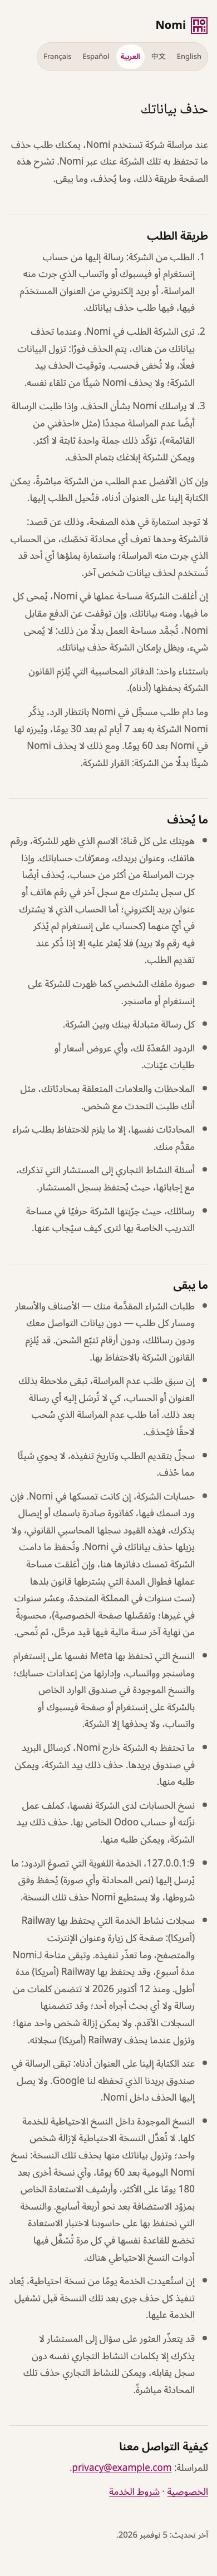 Nomi
English
中文
العربية
Español
Français
حذف بياناتك
عند مراسلة شركة تستخدم Nomi، يمكنك طلب حذف
ما تحتفظ به تلك الشركة عنك عبر Nomi. تشرح هذه
الصفحة طريقة ذلك، وما يُحذف، وما يبقى.
طريقة الطلب
1. الطلب من الشركة: رسالة إليها من حساب
إنستغرام أو فيسبوك أو واتساب الذي جرت منه
المراسلة، أو بريد إلكتروني من العنوان المستخدَم
فيها، فيها طلب حذف بياناتك.
2. ترى الشركة الطلب في Nomi. وعندما تحذف
بياناتك من هناك، يتم الحذف فورًا: تزول البيانات
فعلًا، ولا تُخفى فحسب. وتوقيت الحذف بيد
الشركة؛ ولا يحذف Nomi شيئًا من تلقاء نفسه.
3. لا يراسلك Nomi بشأن الحذف. وإذا طلبت الرسالة
أيضًا عدم المراسلة مجددًا (مثل «احذفني من
القائمة»)، تؤكّد ذلك جملة واحدة ثابتة لا أكثر.
ويمكن للشركة إبلاغك بتمام الحذف.
وإن كان الأفضل عدم الطلب من الشركة مباشرةً، يمكن
الكتابة إلينا على العنوان أدناه، فنُحيل الطلب إليها.
لا توجد استمارة في هذه الصفحة، وذلك عن قصد:
فالشركة وحدها تعرف أي محادثة تخصّك، من الحساب
الذي جرت منه المراسلة؛ واستمارة يملؤها أي أحد قد
تُستخدم لحذف بيانات شخص آخر.
إن أغلقت الشركة مساحة عملها في Nomi، يُمحى كل
ما فيها، ومنه بياناتك. وإن توقفت عن الدفع مقابل
Nomi، تُجمَّد مساحة العمل بدلًا من ذلك: لا يُمحى
شيء، ويظل بإمكان الشركة حذف بياناتك.
باستثناء واحد: الدفاتر المحاسبية التي يُلزم القانون
الشركة بحفظها (أدناه).
وما دام طلب مسجَّل في Nomi بانتظار الرد، يذكّر
Nomi الشركة به بعد 7 أيام ثم بعد 30 يومًا، ويُبرزه لها
في Nomi بعد 60 يومًا. ومع ذلك لا يحذف Nomi
شيئًا بدلًا من الشركة: القرار للشركة.
ما يُحذف
• هويتك على كل قناة: الاسم الذي ظهر للشركة، ورقم
هاتفك، وعنوان بريدك، ومعرّفات حساباتك. وإذا
جرت المراسلة من أكثر من حساب، يُحذف أيضًا
كل سجل يشترك مع سجل آخر في رقم هاتف أو
عنوان بريد إلكتروني؛ أما الحساب الذي لا يشترك
في أيّ منهما (كحساب على إنستغرام لم يُذكر
فيه رقم ولا بريد) فلا يُعثر عليه إلا إذا ذُكر عند
تقديم الطلب.
• صورة ملفك الشخصي كما ظهرت للشركة على
إنستغرام أو ماسنجر.
• كل رسالة متبادلة بينك وبين الشركة.
• الردود المُعدّة لك، وأي عروض أسعار أو
طلبات عيّنات.
• الملاحظات والعلامات المتعلقة بمحادثاتك، مثل
أنك طلبت التحدث مع شخص.
• المحادثات نفسها، إلا ما يلزم للاحتفاظ بطلب شراء
مقدَّم منك.
• أسئلة النشاط التجاري إلى المستشار التي تذكرك،
مع إجاباتها، حيث يُحتفظ بسجل المستشار.
• رسائلك، حيث جرّبتها الشركة حرفيًا في مساحة
التدريب الخاصة بها لترى كيف سيُجاب عنها.
ما يبقى
• طلبات الشراء المقدَّمة منك — الأصناف والأسعار
ومسار كل طلب — دون بيانات التواصل معك
ودون رسائلك، ودون أرقام تتبّع الشحن. قد يُلزم
القانون الشركة بالاحتفاظ بها.
• إن سبق طلب عدم المراسلة، تبقى ملاحظة بذلك
العنوان أو الحساب، كي لا تُرسَل إليه أي رسالة
بعد ذلك. أما طلب عدم المراسلة الذي سُحب
لاحقًا فيُحذف.
• سجلّ بتقديم الطلب وتاريخ تنفيذه، لا يحوي شيئًا
مما حُذف.
• حسابات الشركة، إن كانت تمسكها في Nomi. فإن
ورد اسمك فيها، كفاتورة صادرة باسمك أو إيصال
يذكرك، فهذه القيود سجلها المحاسبي القانوني، ولا
يزيلها حذف بياناتك في Nomi. وتُحفظ ما دامت
الشركة تمسك دفاترها هنا، وإن أغلقت مساحة
عملها فطوال المدة التي يشترطها قانون بلدها
(ست سنوات في المملكة المتحدة، وعشر سنوات
في غيرها؛ وتفصّلها صفحة الخصوصية)، محسوبةً
من نهاية آخر سنة مالية فيها قيد مرحَّل، ثم تُمحى.
• النسخ التي تحتفظ بها Meta نفسها على إنستغرام
وماسنجر وواتساب، وإدارتها من إعدادات حسابك؛
والنسخ الموجودة في صندوق الوارد الخاص
بالشركة على إنستغرام أو صفحة فيسبوك أو
واتساب، ولا يحذفها إلا الشركة.
• ما تحتفظ به الشركة خارج Nomi، كرسائل البريد
في صندوق بريدها. حذف ذلك بيد الشركة، ويمكن
طلبه منها.
• نسخ الحسابات لدى الشركة نفسها، كملف عمل
نزّلته أو حساب Odoo الخاص بها. حذف ذلك بيد
الشركة، ويمكن طلبه منها.
• 127.0.0.1:9، الخدمة اللغوية التي تصوغ الردود: ما
يُرسل إليها (نص المحادثة وأي صورة) يُحفظ وفق
شروطها، ولا يستطيع Nomi حذف تلك النسخة.
• سجلات نشاط الخدمة التي يحتفظ بها Railway
(أمريكا): صفحة كل زيارة وعنوان الإنترنت
والمتصفح، وما تعذّر تنفيذه. وتبقى متاحة لـNomi
مدة أسبوع، وقد يحتفظ بها Railway (أمريكا) مدة
أطول. ومنذ 12 أكتوبر 2026 لا تتضمن كلمات من
رسالة ولا أي بحث أجراه أحد؛ وقد تتضمنها
السجلات الأقدم. ولا يمكن إزالة شخص واحد منها؛
وتزول عندما يحذف Railway (أمريكا) سجلاته.
• عند الكتابة إلينا على العنوان أدناه: تبقى الرسالة في
صندوق بريدنا الذي تحفظه لنا Google. ولا يصل
إليها الحذف داخل Nomi.
• النسخ الموجودة داخل النسخ الاحتياطية للخدمة
كلها. لا تُعدَّل النسخة الاحتياطية لإزالة شخص
واحد؛ وتزول بياناتك منها بحذف تلك النسخة: نسخ
Nomi اليومية بعد 60 يومًا، وأي نسخة أخرى بعد
180 يومًا على الأكثر، وأرشيف الاستعادة الخاص
بمزوّد الاستضافة بعد نحو أربعة أسابيع. والنسخة
التي نحتفظ بها على حاسوبنا لاختبار الاستعادة
تخضع للقاعدة نفسها في كل مرة تُشغَّل فيها
أدوات النسخ الاحتياطي هناك.
• إن استُعيدت الخدمة يومًا من نسخة احتياطية، يُعاد
تنفيذ كل حذف جرى بعد تلك النسخة قبل تشغيل
الخدمة عليها.
• قد يتعذّر العثور على سؤال إلى المستشار لا
يذكرك إلا بكلمات النشاط التجاري نفسه دون
سجل يقابله، ويمكن للنشاط التجاري حذف تلك
المحادثة مباشرةً.
كيفية التواصل معنا
للمراسلة: privacy@example.com.
الخصوصية · شروط الخدمة
آخر تحديث: 5 نوفمبر 2026.